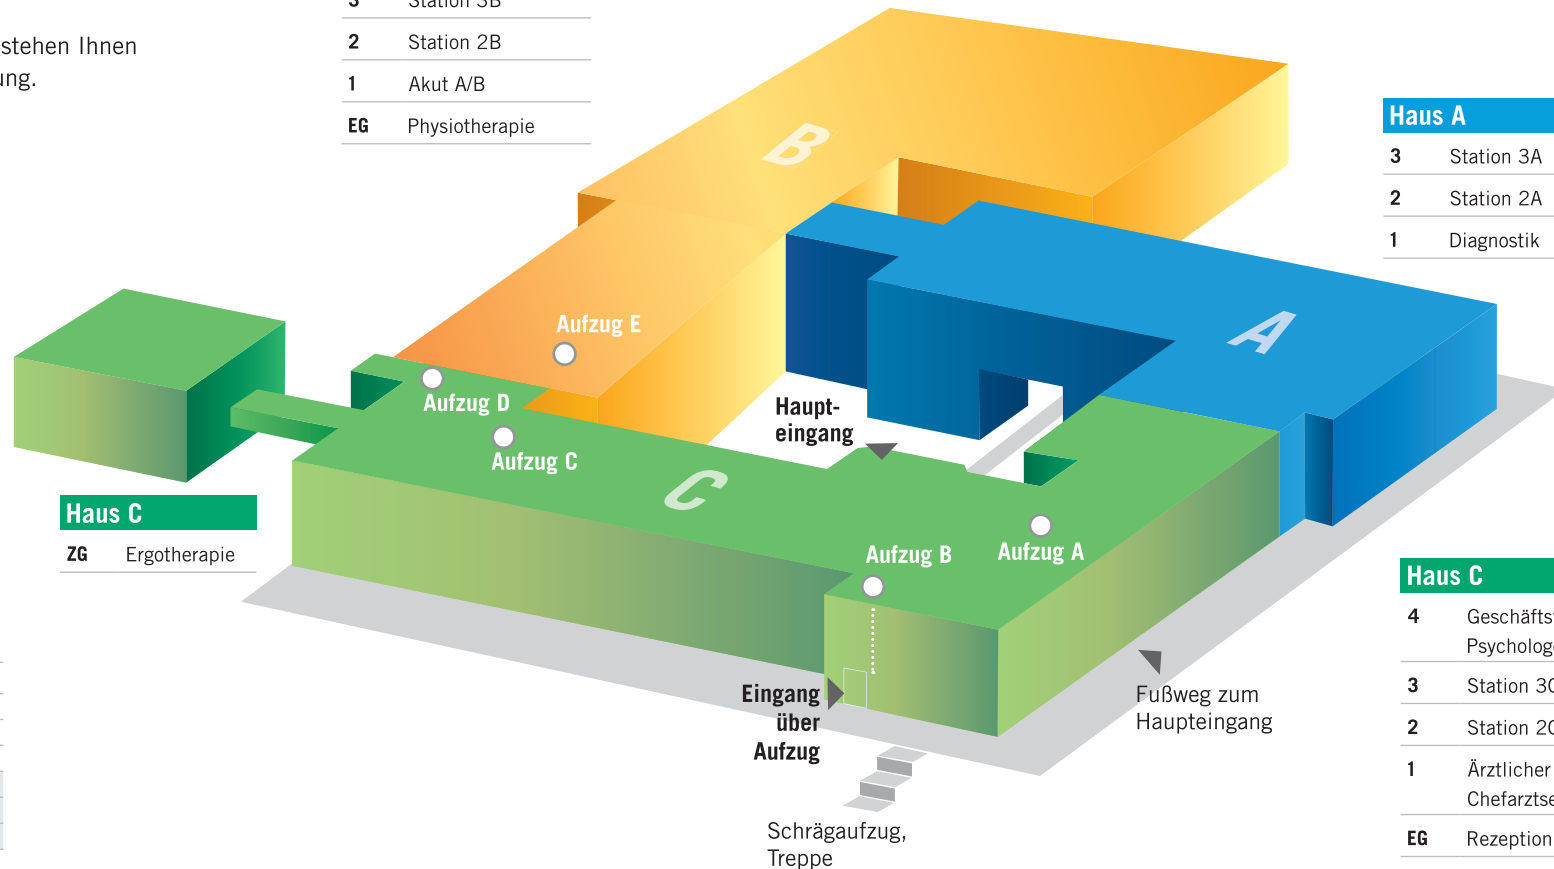 stehen Ihnen
ung.
3 Station 3B
2 Station 2B
1 Akut A/B
EG Physiotherapie
B
Haus A
3 Station 3A
2 Station 2A
1 Diagnostik
A
Aufzug E
Aufzug D
Aufzug C
Haupt-
eingang
C
Haus C
ZG Ergotherapie
Aufzug B
Aufzug A
Eingang
über
Aufzug
Fußweg zum
Haupteingang
Schrägaufzug,
Treppe
Haus C
4 Geschäfts
Psycholog
3 Station 3C
2 Station 2C
1 Ärztlicher
Chefarztse
EG Rezeption